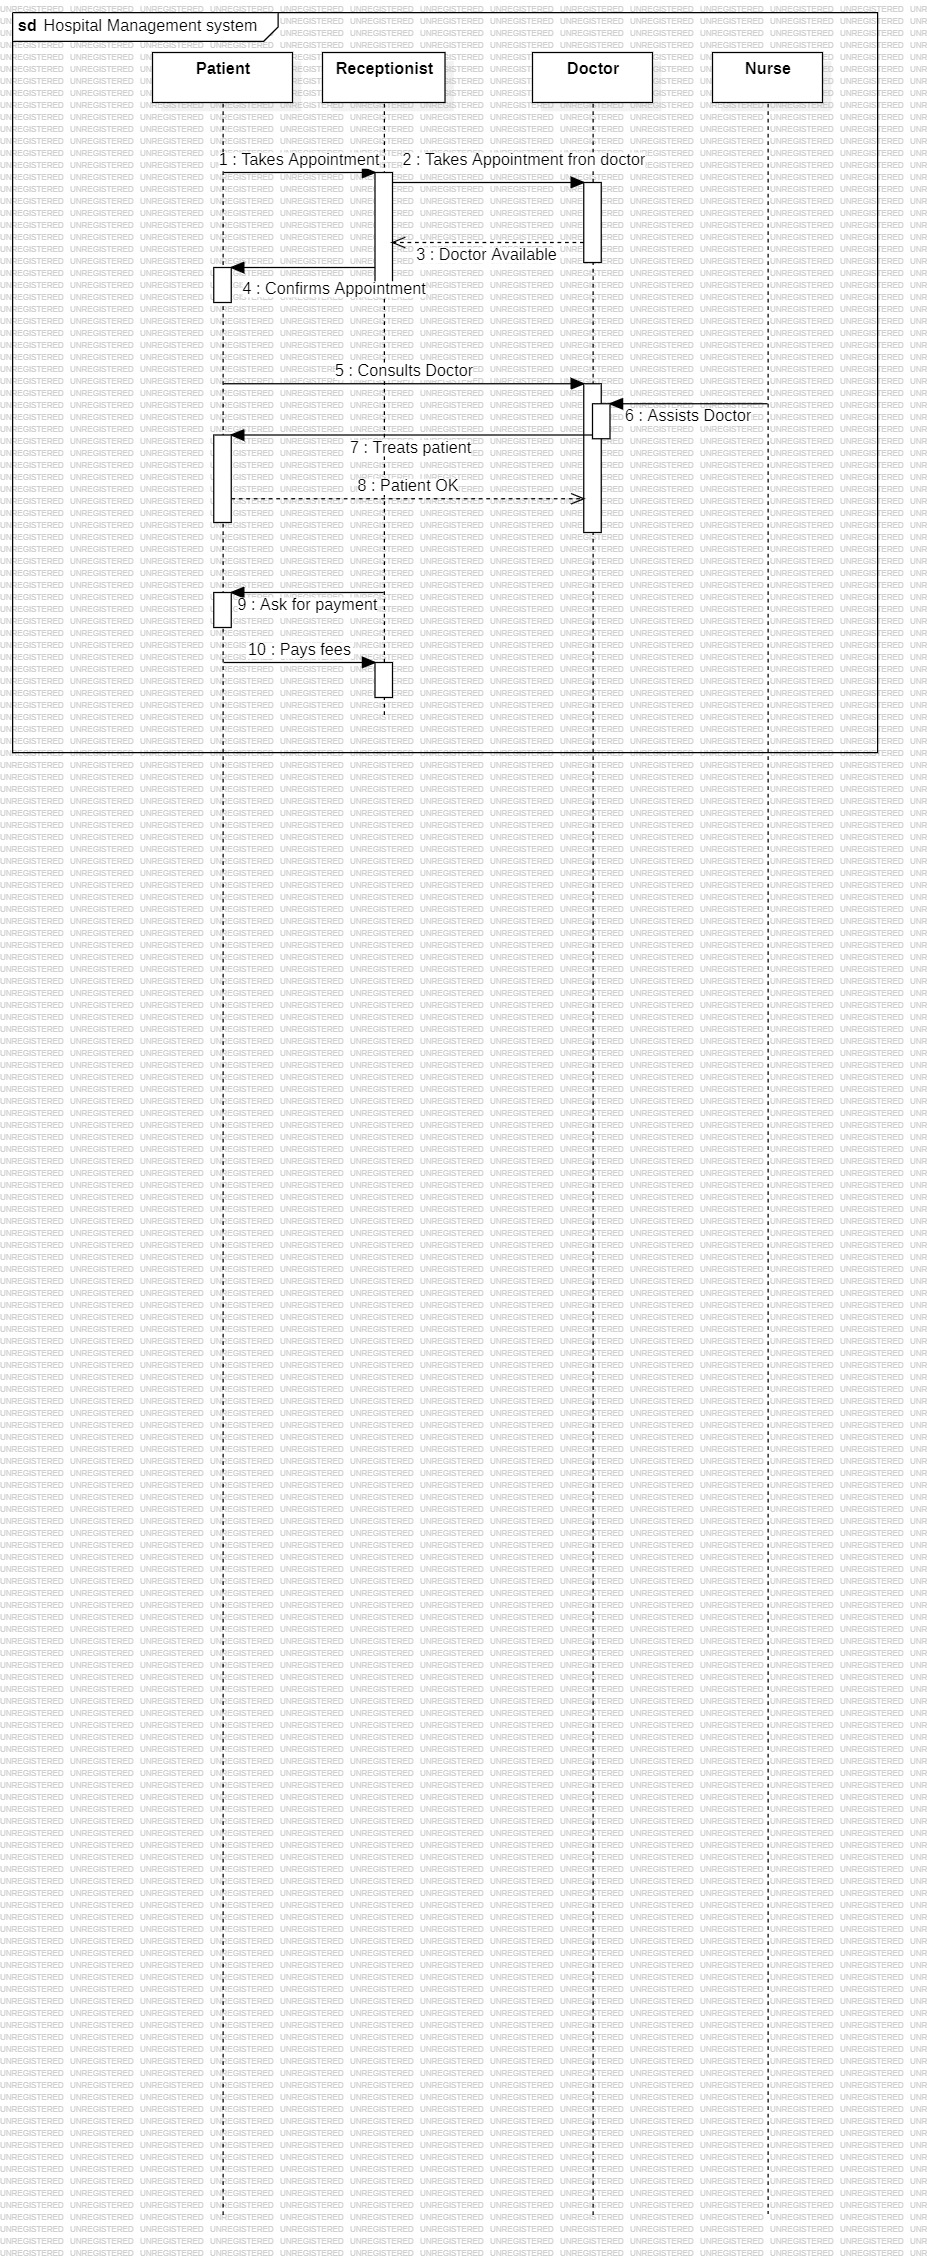 sd Hospital Management system
Patient
Receptionist
Doctor
Nurse
1 : Takes Appointment
2 : Takes Appointment fron doctor
3 : Doctor Available
4 : Confirms Appointment
5 : Consults Doctor
6 : Assists Doctor
7 : Treats patient
8 : Patient OK
9 : Ask for payment
10 : Pays fees
UNREGISTERED